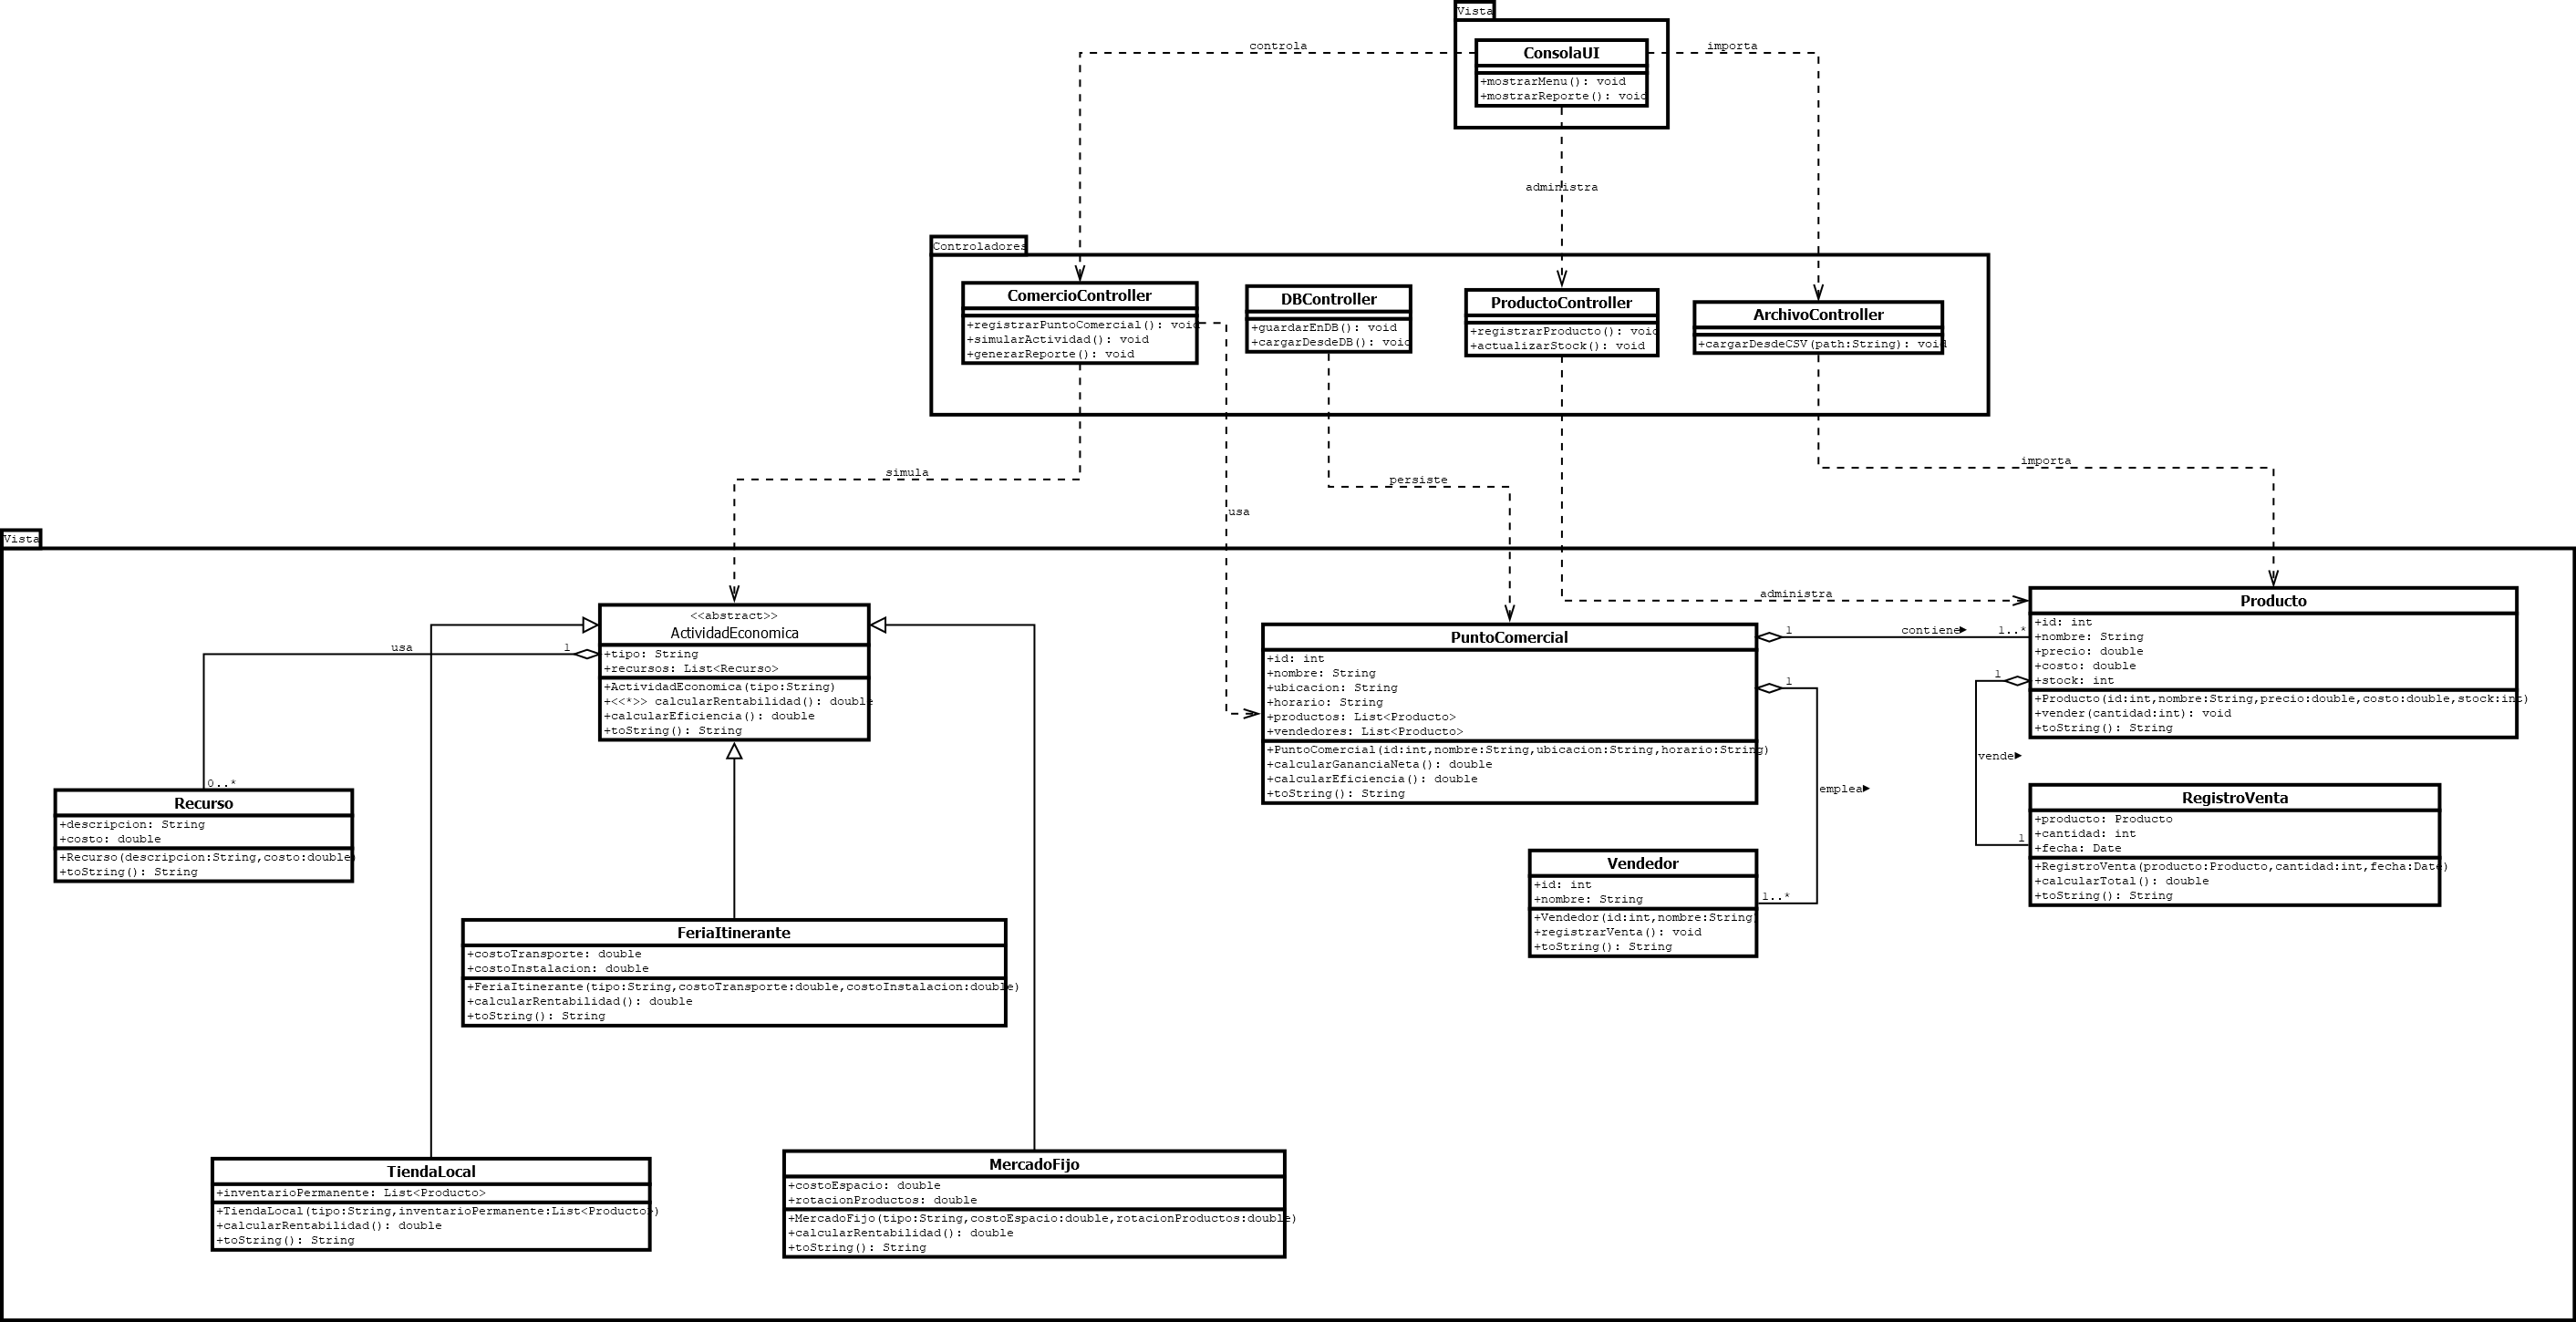 Vista
ConsolaUI
+mostrarMenu(): void
+mostrarReporte(): void
controla
importa
administra
Controladores
ComercioController
+registrarPuntoComercial(): void
+simularActividad(): void
+generarReporte(): void
DBController
+guardarEnDB(): void
+cargarDesdeDB(): void
ProductoController
+registrarProducto(): void
+actualizarStock(): void
ArchivoController
+cargarDesdeCSV(path:String): void
simula
usa
persiste
administra
importa
Vista
<<abstract>>
ActividadEconomica
+tipo: String
+recursos: List<Recurso>
+ActividadEconomica(tipo:String)
+<<*>> calcularRentabilidad(): double
+calcularEficiencia(): double
+toString(): String
usa
1
0..*
Recurso
+descripcion: String
+costo: double
+Recurso(descripcion:String,costo:double)
+toString(): String
PuntoComercial
+id: int
+nombre: String
+ubicacion: String
+horario: String
+productos: List<Producto>
+vendedores: List<Producto>
+PuntoComercial(id:int,nombre:String,ubicacion:String,horario:String)
+calcularGananciaNeta(): double
+calcularEficiencia(): double
+toString(): String
1
contiene
1..*
1
emplea
1..*
Producto
+id: int
+nombre: String
+precio: double
+costo: double
+stock: int
+Producto(id:int,nombre:String,precio:double,costo:double,stock:int)
+vender(cantidad:int): void
+toString(): String
1
vende
1
RegistroVenta
+producto: Producto
+cantidad: int
+fecha: Date
+RegistroVenta(producto:Producto,cantidad:int,fecha:Date)
+calcularTotal(): double
+toString(): String
Vendedor
+id: int
+nombre: String
+Vendedor(id:int,nombre:String)
+registrarVenta(): void
+toString(): String
FeriaItinerante
+costoTransporte: double
+costoInstalacion: double
+FeriaItinerante(tipo:String,costoTransporte:double,costoInstalacion:double)
+calcularRentabilidad(): double
+toString(): String
TiendaLocal
+inventarioPermanente: List<Producto>
+TiendaLocal(tipo:String,inventarioPermanente:List<Producto>)
+calcularRentabilidad(): double
+toString(): String
MercadoFijo
+costoEspacio: double
+rotacionProductos: double
+MercadoFijo(tipo:String,costoEspacio:double,rotacionProductos:double)
+calcularRentabilidad(): double
+toString(): String